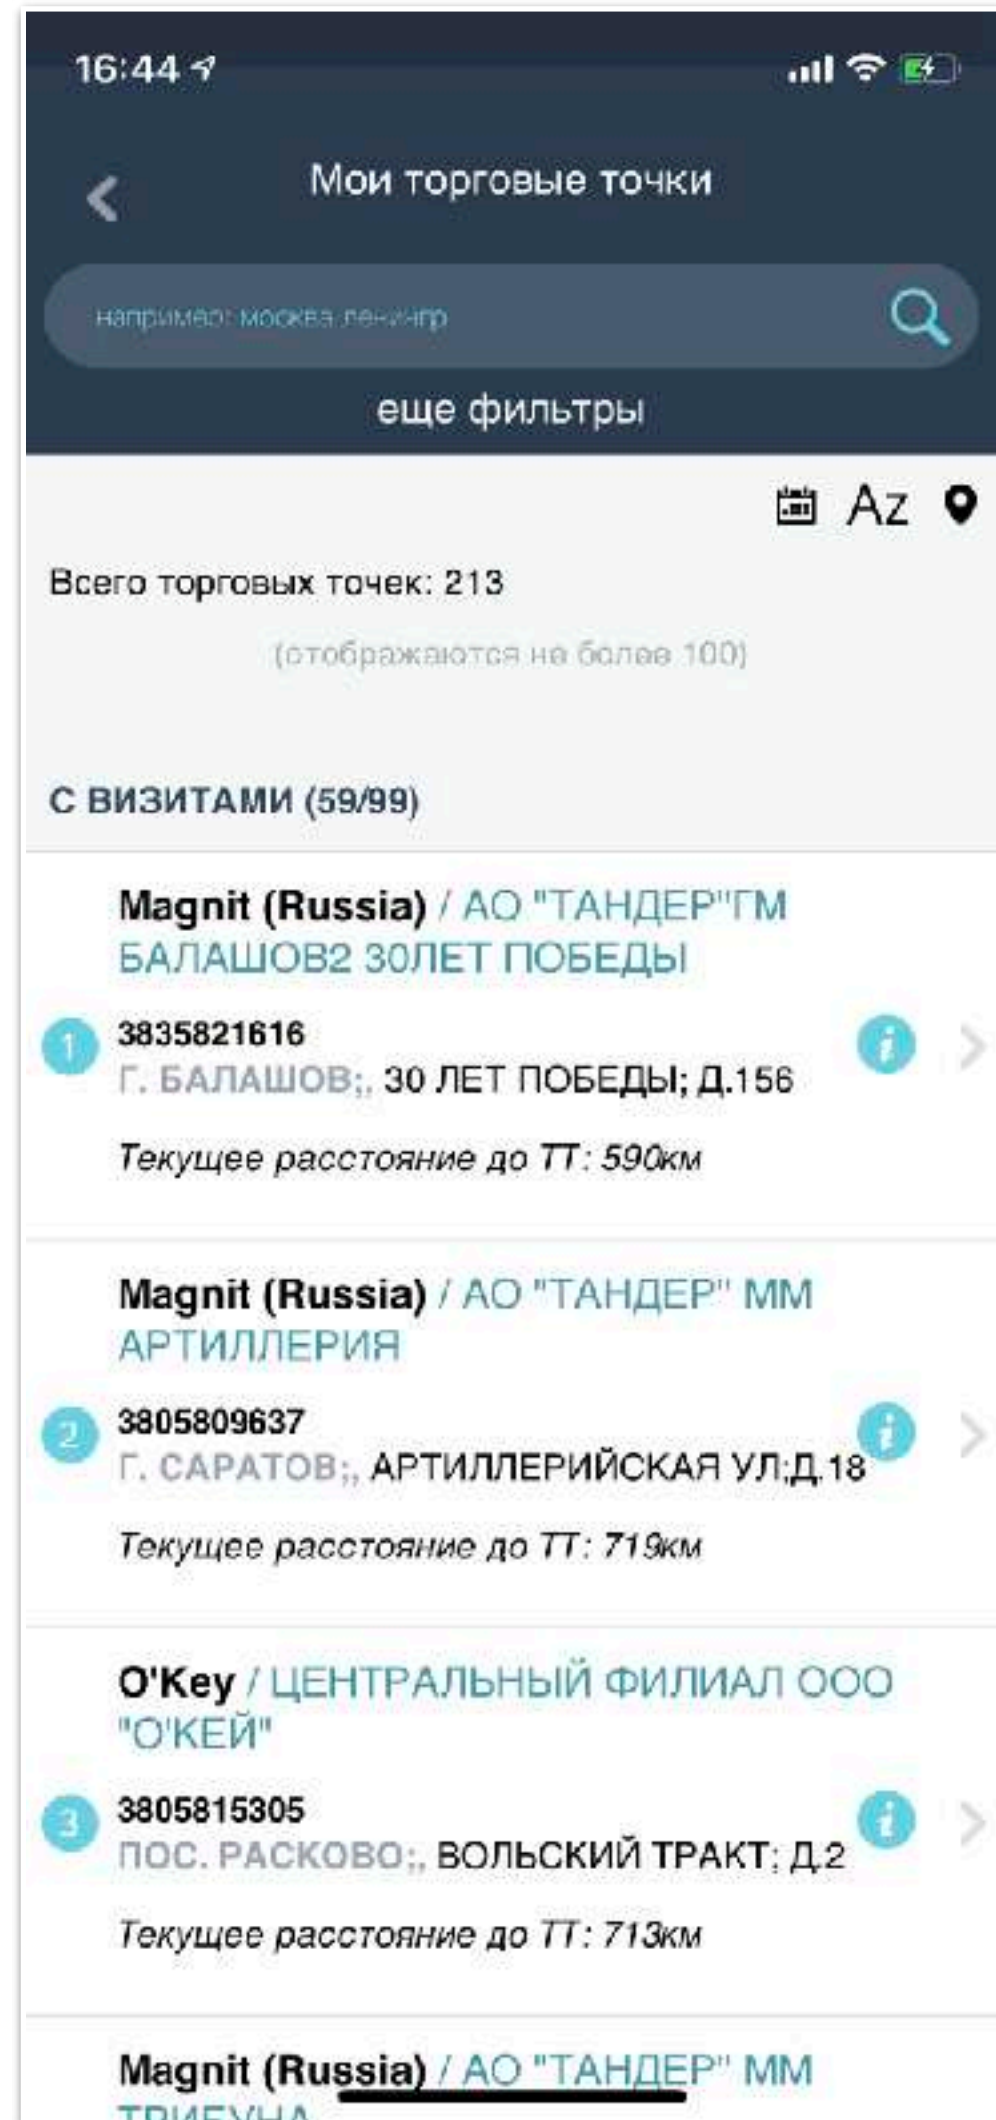 16:44
Мои торговые точки
например: москва ленингр
еще фильтры
Az
Всего торговых точек: 213
(отображаются не более 100)
С ВИЗИТАМИ (59/99)
Magnit (Russia) / АО "ТАНДЕР"ГМ
БАЛАШОВ2 30ЛЕТ ПОБЕДЫ
1
3835821616
i
Г. БАЛАШОВ;, 30 ЛЕТ ПОБЕДЫ; Д.156
Текущее расстояние до ТТ: 590км
Magnit (Russia) / АО "ТАНДЕР" ММ
АРТИЛЛЕРИЯ
2
3805809637
i
Г. САРАТОВ;, АРТИЛЛЕРИЙСКАЯ УЛ;Д.18
Текущее расстояние до ТТ: 719км
O'Key / ЦЕНТРАЛЬНЫЙ ФИЛИАЛ ООО
"О'КЕЙ"
3
3805815305
i
ПОС. РАСКОВО;, ВОЛЬСКИЙ ТРАКТ; Д.2
Текущее расстояние до ТТ: 713км
Magnit (Russia) / АО "ТАНДЕР" ММ
ТРИБУНА